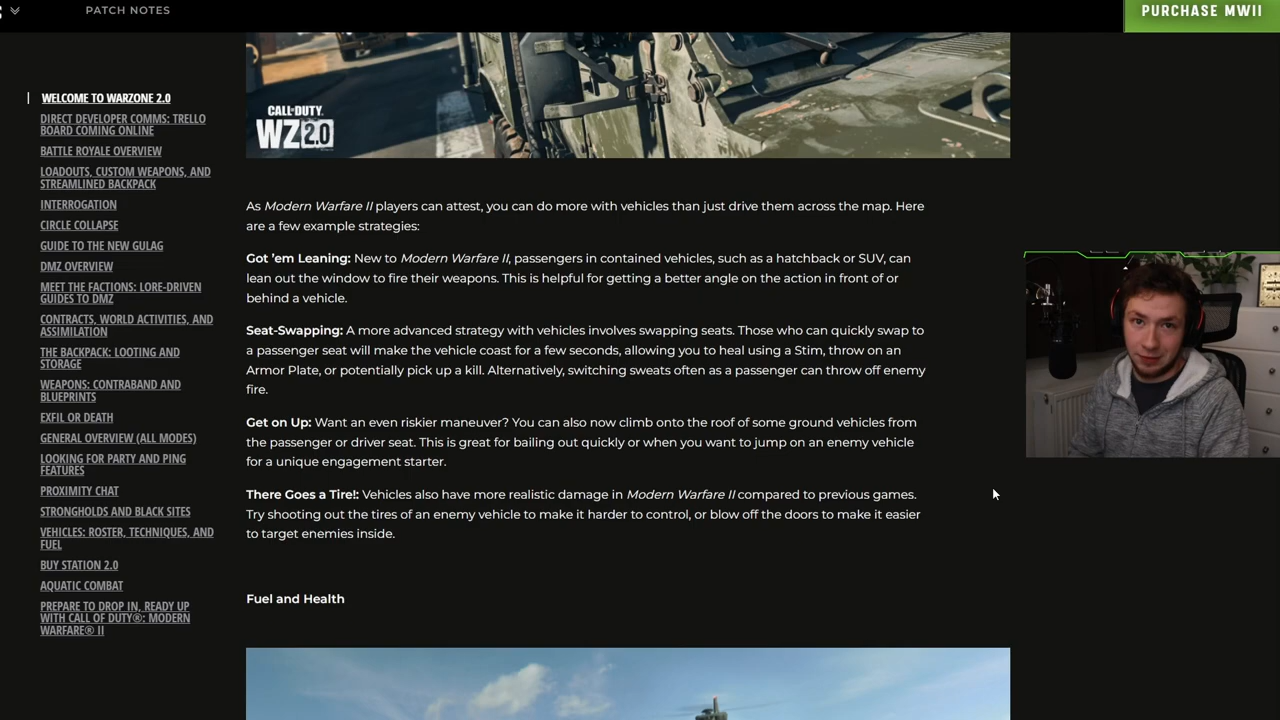 PATCH NOTES
PURCHASE MWII
WELCOME TO WARZONE 2.0
DIRECT DEVELOPER COMMS: TRELLO
BOARD COMING ONLINE
BATTLE ROYALE OVERVIEW
LOADOUTS, CUSTOM WEAPONS, AND
STREAMLINED BACKPACK
INTERROGATION
CIRCLE COLLAPSE
GUIDE TO THE NEW GULAG
DMZ OVERVIEW
MEET THE FACTIONS: LORE-DRIVEN
GUIDES TO DMZ
CONTRACTS, WORLD ACTIVITIES, AND
ASSIMILATION
THE BACKPACK: LOOTING AND
STORAGE
WEAPONS: CONTRABAND AND
BLUEPRINTS
EXFIL OR DEATH
GENERAL OVERVIEW (ALL MODES)
LOOKING FOR PARTY AND PING
FEATURES
PROXIMITY CHAT
STRONGHOLDS AND BLACK SITES
VEHICLES: ROSTER, TECHNIQUES, AND
FUEL
BUY STATION 2.0
AQUATIC COMBAT
PREPARE TO DROP IN, READY UP
WITH CALL OF DUTY®: MODERN
WARFARE® II
CALL OF DUTY
WZ 2.0
As Modern Warfare II players can attest, you can do more with vehicles than just drive them across the map. Here
are a few example strategies:
Got ’em Leaning: New to Modern Warfare II, passengers in contained vehicles, such as a hatchback or SUV, can
lean out the window to fire their weapons. This is helpful for getting a better angle on the action in front of or
behind a vehicle.
Seat-Swapping: A more advanced strategy with vehicles involves swapping seats. Those who can quickly swap to
a passenger seat will make the vehicle coast for a few seconds, allowing you to heal using a Stim, throw on an
Armor Plate, or potentially pick up a kill. Alternatively, switching sweats often as a passenger can throw off enemy
fire.
Get on Up: Want an even riskier maneuver? You can also now climb onto the roof of some ground vehicles from
the passenger or driver seat. This is great for bailing out quickly or when you want to jump on an enemy vehicle
for a unique engagement starter.
There Goes a Tire!: Vehicles also have more realistic damage in Modern Warfare II compared to previous games.
Try shooting out the tires of an enemy vehicle to make it harder to control, or blow off the doors to make it easier
to target enemies inside.
Fuel and Health